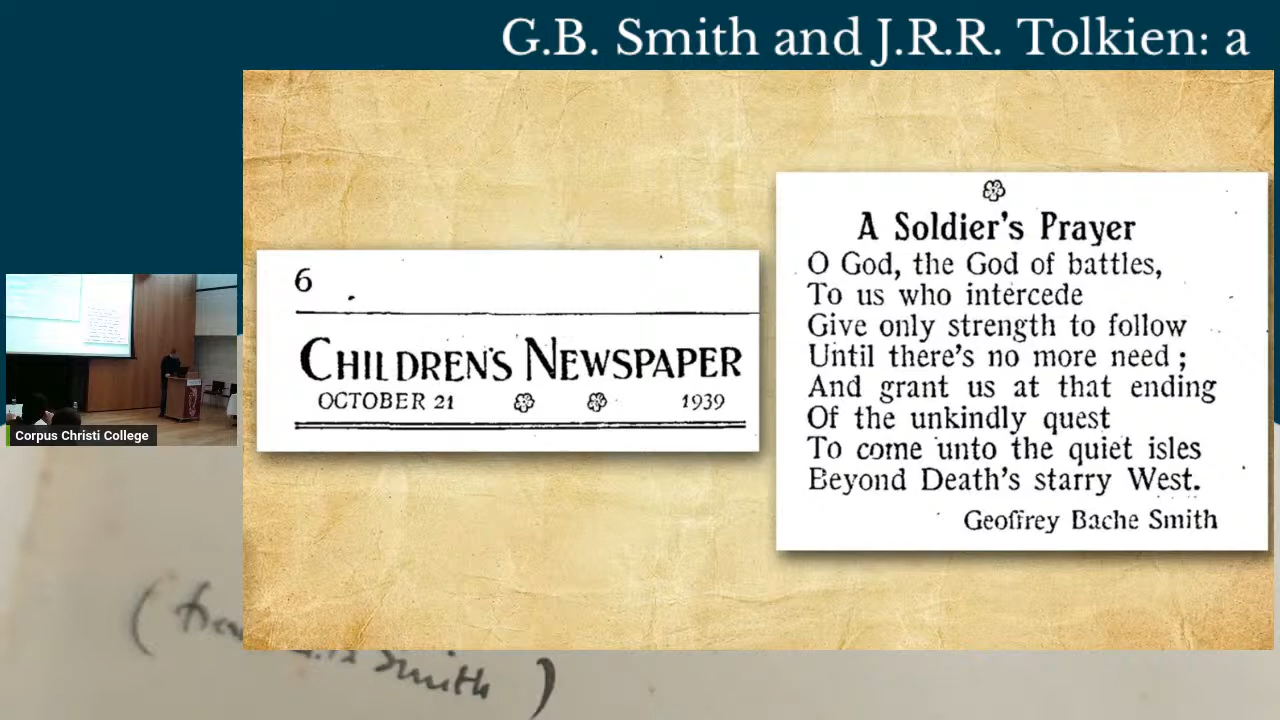 G.B. Smith and J.R.R. Tolkien: a
6
CHILDREN'S NEWSPAPER
OCTOBER 21 1939
A Soldier's Prayer
O God, the God of battles,
To us who intercede
Give only strength to follow
Until there's no more need;
And grant us at that ending
Of the unkindly quest
To come unto the quiet isles
Beyond Death's starry West.
Geoffrey Bache Smith
Corpus Christi College
Smith )